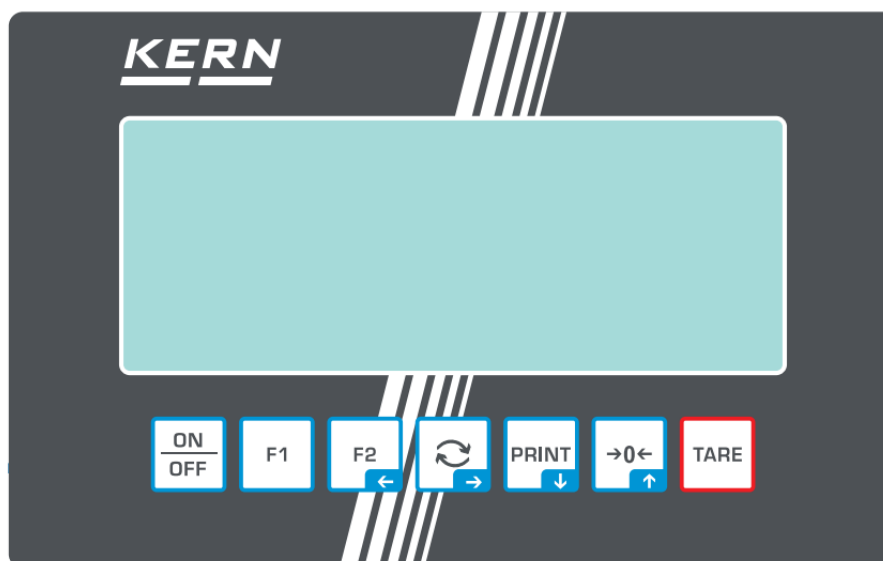 KERN
ON
OFF
F1
F2
←
→
PRINT
↓
→0←
↑
TARE